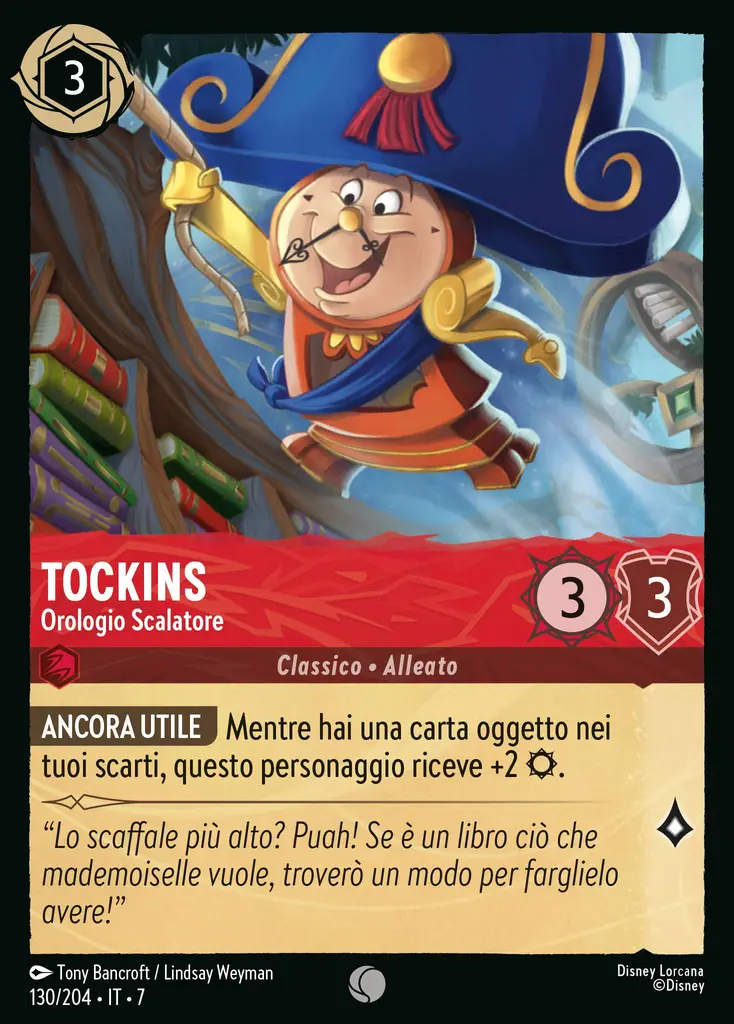 3
TOCKINS
Orologio Scalatore
3
3
Classico • Alleato
ANCORA UTILE Mentre hai una carta oggetto nei
tuoi scarti, questo personaggio riceve +2 .
“Lo scaffale più alto? Puah! Se è un libro ciò che
mademoiselle vuole, troverò un modo per farglielo
avere!”
Tony Bancroft / Lindsay Weyman
130/204 • IT • 7
Disney Lorcana
©Disney